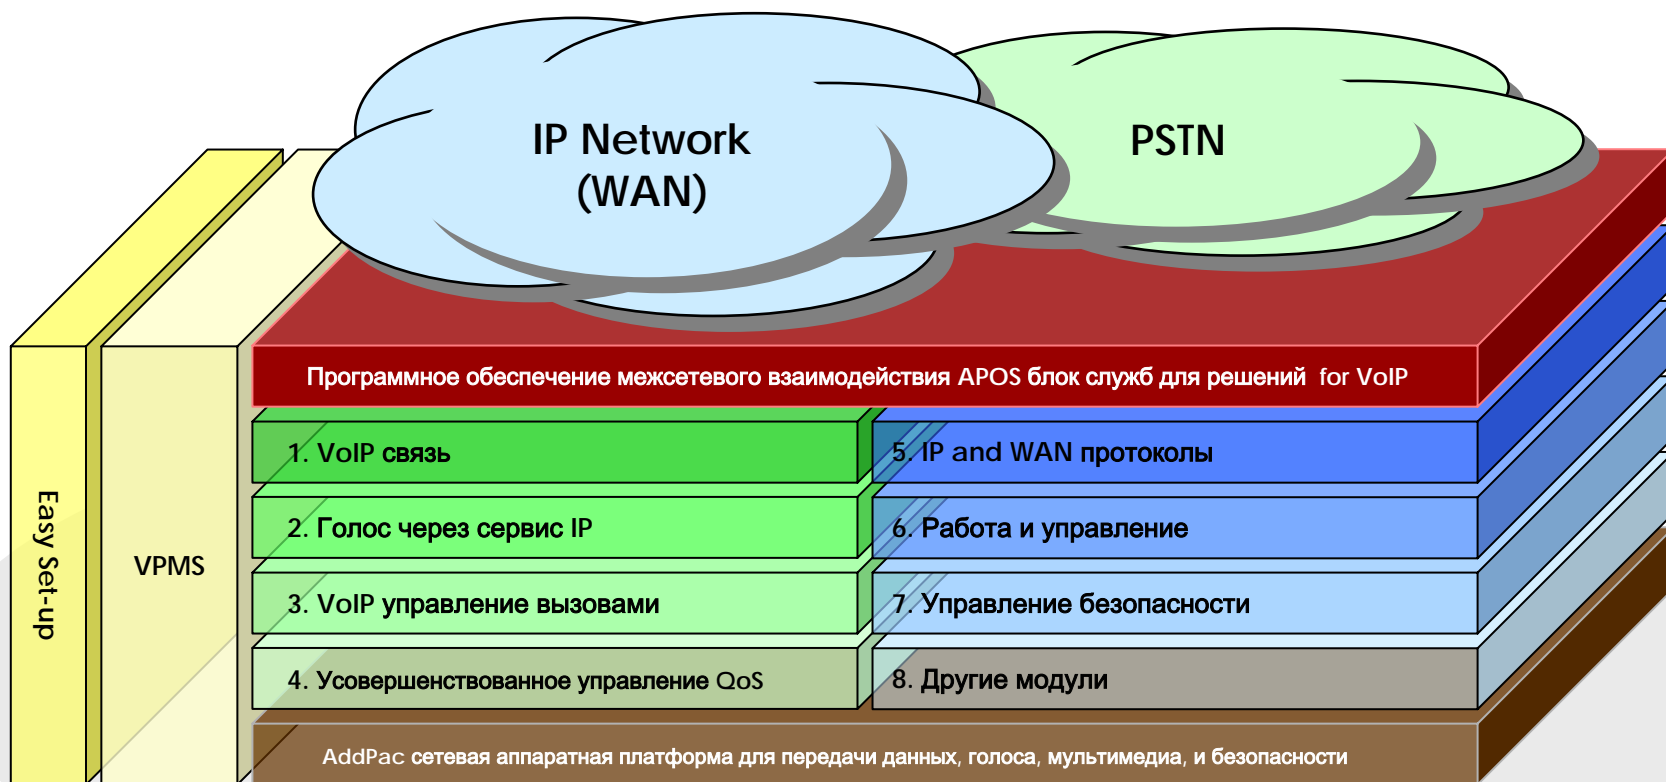 IP Network
(WAN)
PSTN
Программное обеспечение межсетевого взаимодействия APOS блок служб для решений for VoIP
1. VoIP связь
2. Голос через сервис IP
3. VoIP управление вызовами
4. Усовершенствованное управление QoS
5. IP and WAN протоколы
6. Работа и управление
7. Управление безопасности
8. Другие модули
Easy Set-up
VPMS
AddPac сетевая аппаратная платформа для передачи данных, голоса, мультимедиа, и безопасности